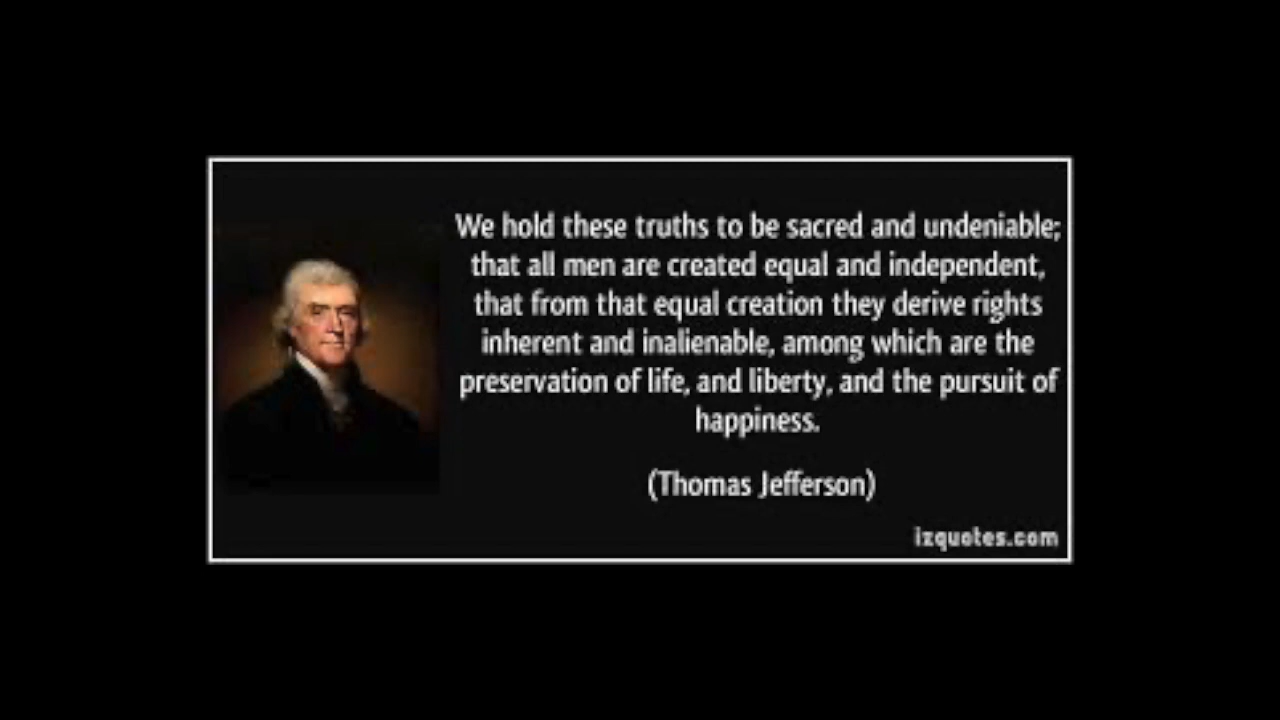 We hold these truths to be sacred and undeniable;
that all men are created equal and independent,
that from that equal creation they derive rights
inherent and inalienable, among which are the
preservation of life, and liberty, and the pursuit of
happiness.
(Thomas Jefferson)
izquotes.com